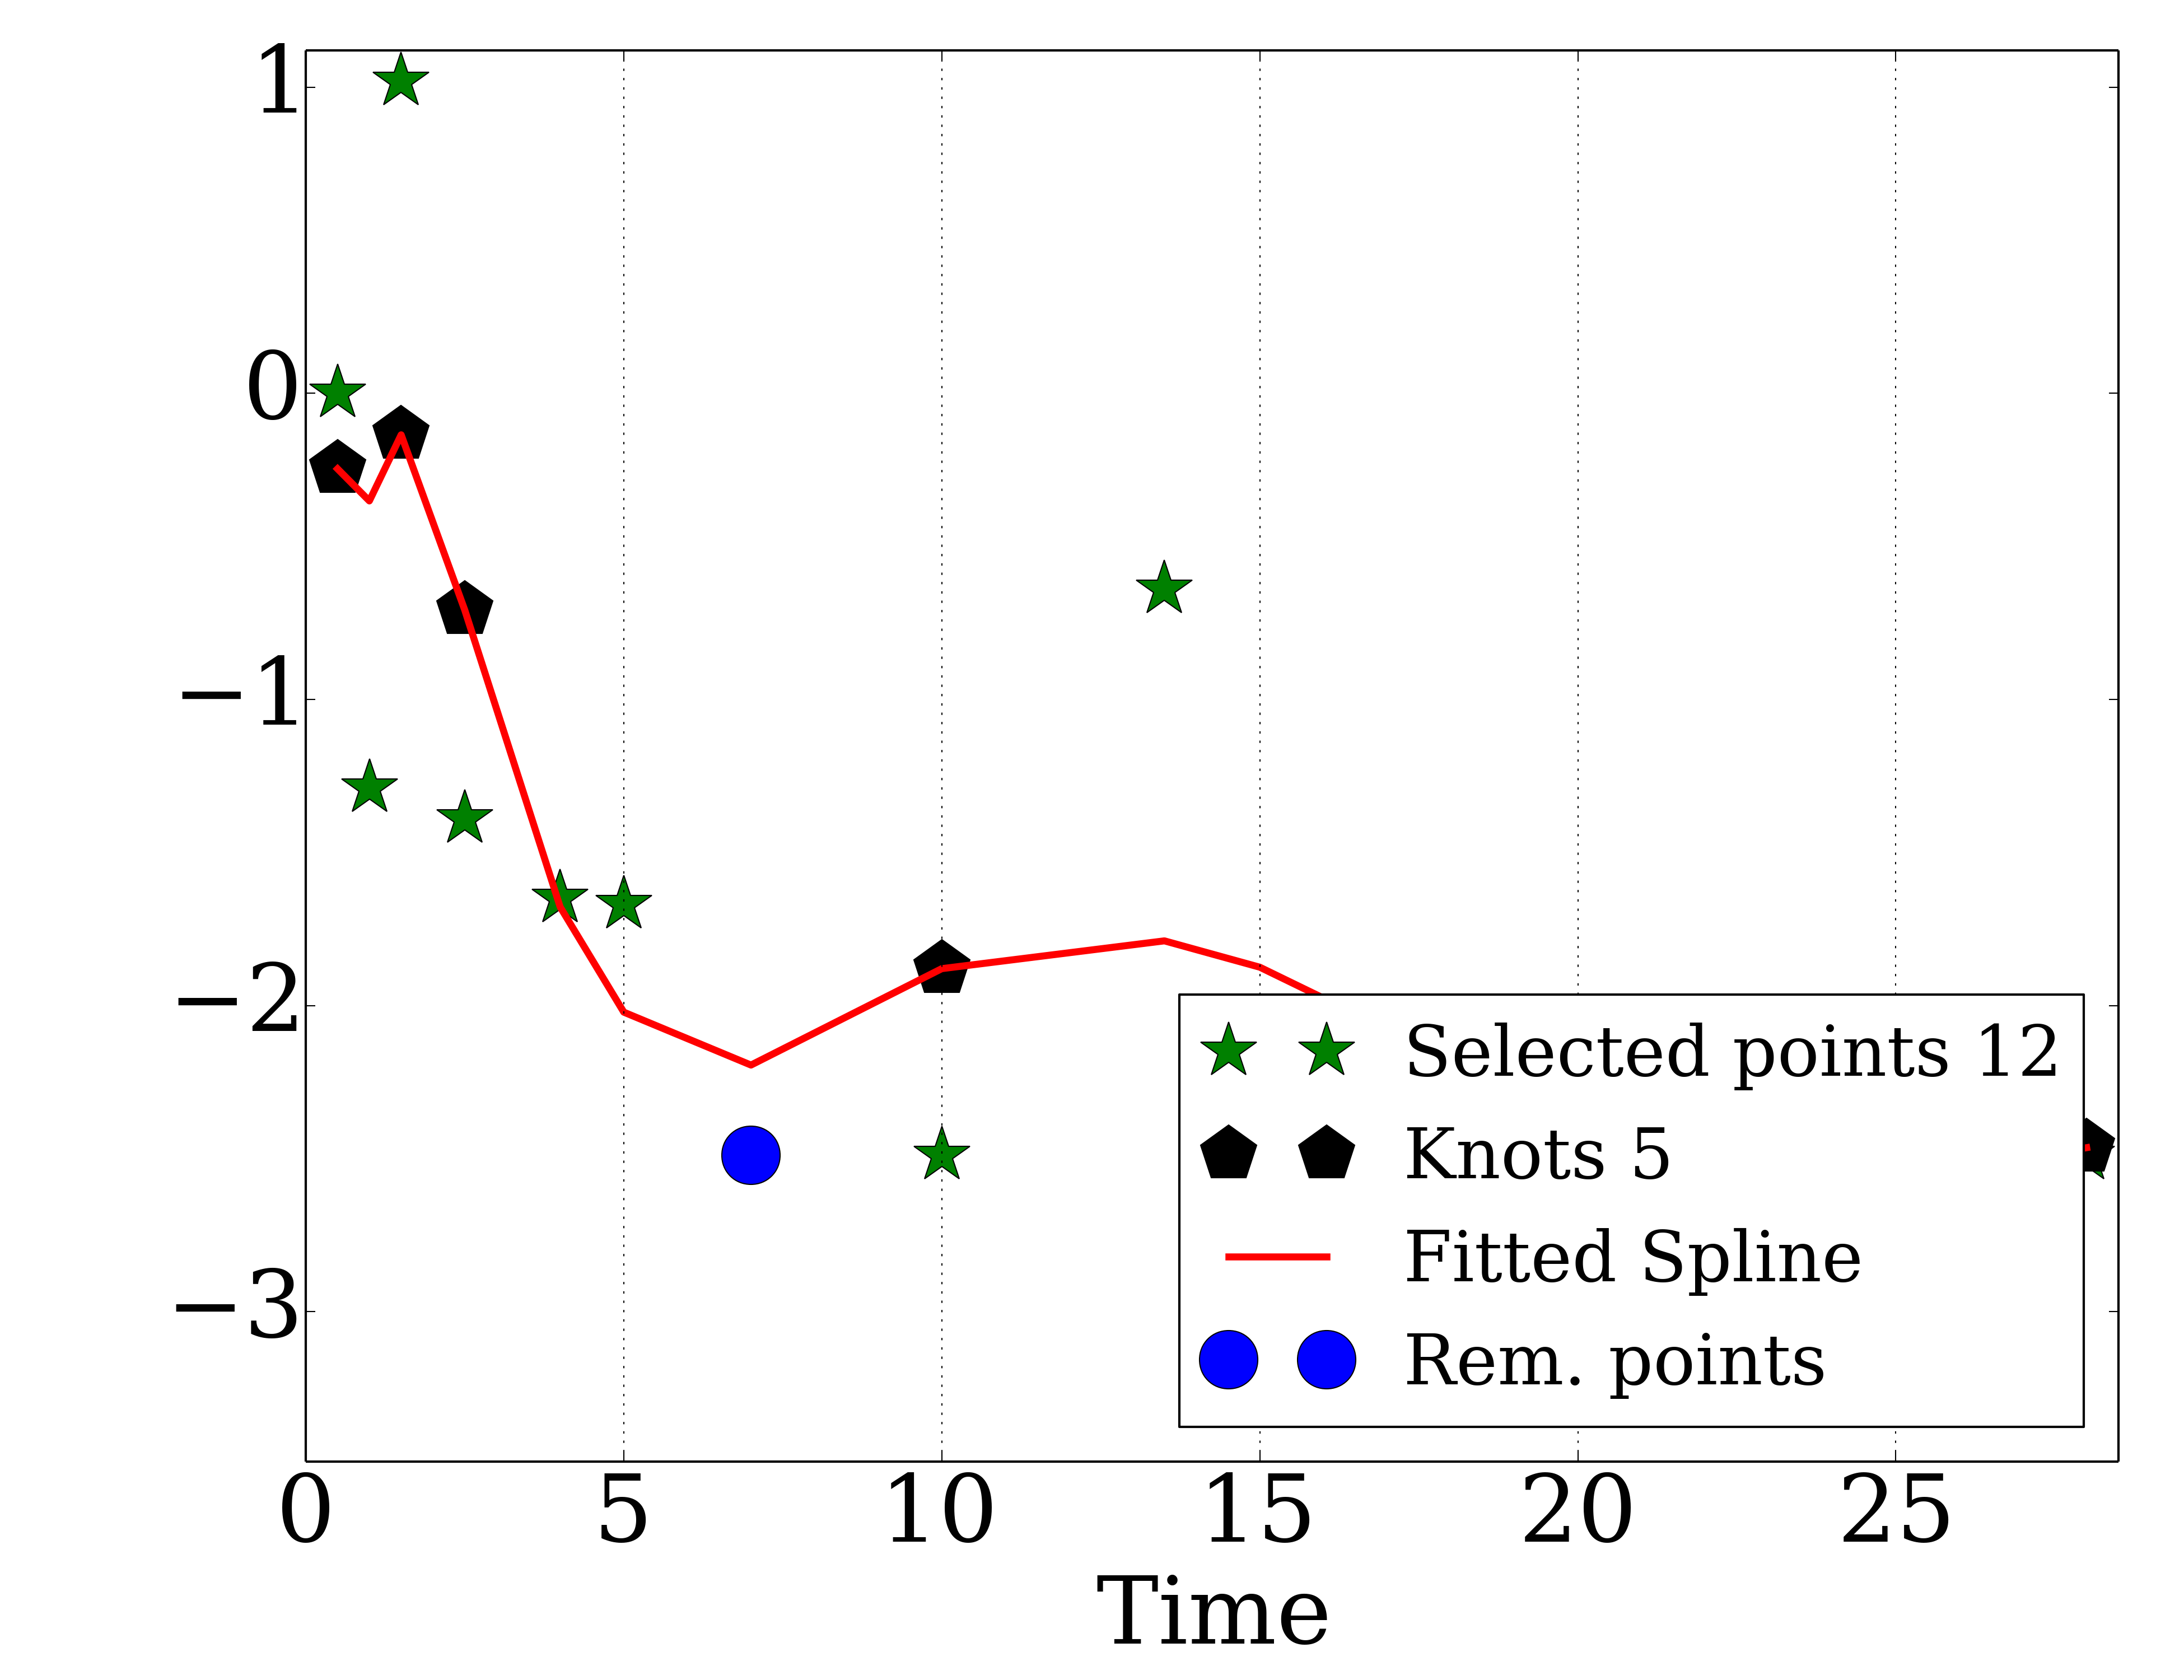 1
0
−1
−2
−3
0 5 10 15 20 25
Time
Selected points 12
Knots 5
Fitted Spline
Rem. points